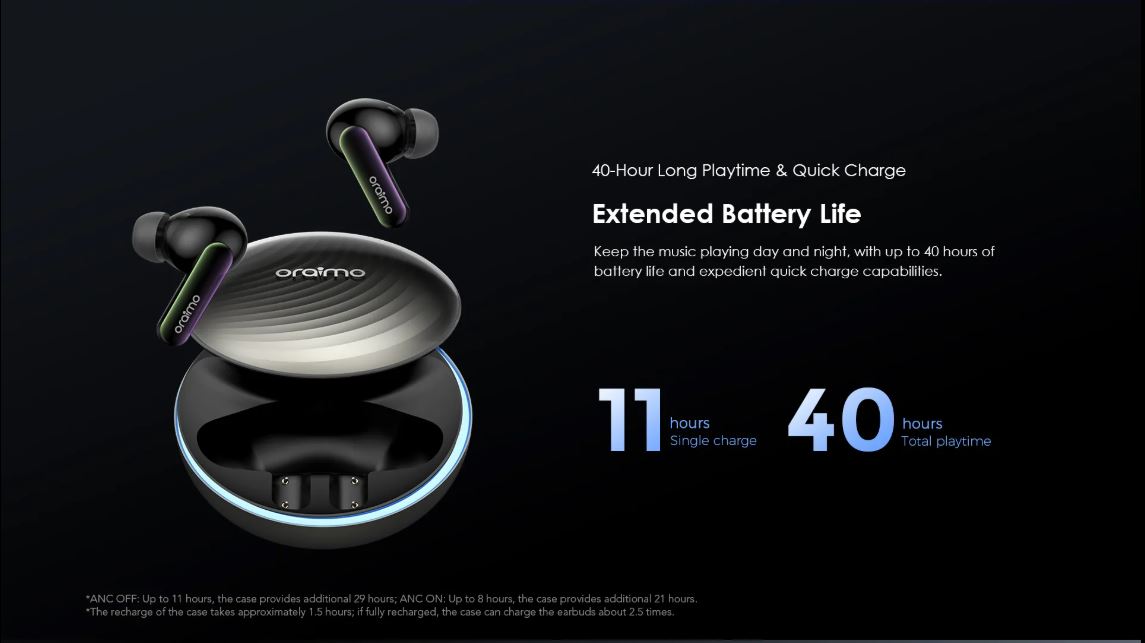 oraimo
oraimo
oraimo
40-Hour Long Playtime & Quick Charge
Extended Battery Life
Keep the music playing day and night, with up to 40 hours of
battery life and expedient quick charge capabilities.
11 hours
Single charge
40 hours
Total playtime
*ANC OFF: Up to 11 hours, the case provides additional 29 hours; ANC ON: Up to 8 hours, the case provides additional 21 hours.
*The recharge of the case takes approximately 1.5 hours; if fully recharged, the case can charge the earbuds about 2.5 times.